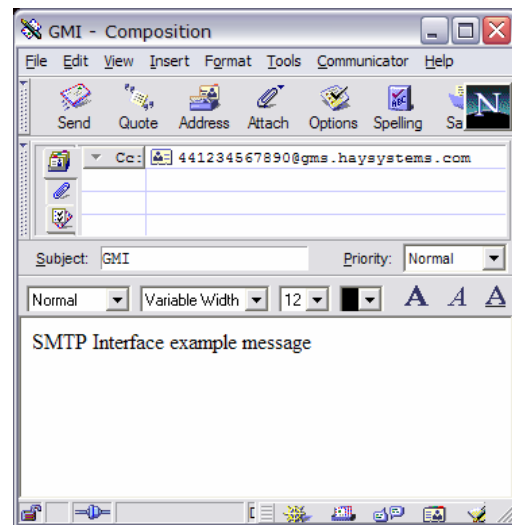 GMI - Composition
File Edit View Insert Format Tools Communicator Help
Send Quote Address Attach Options Spelling Sa N
Cc: 441234567890@gms.haysystems.com
Subject: GMI Priority: Normal
Normal Variable Width 12 A A A
SMTP Interface example message